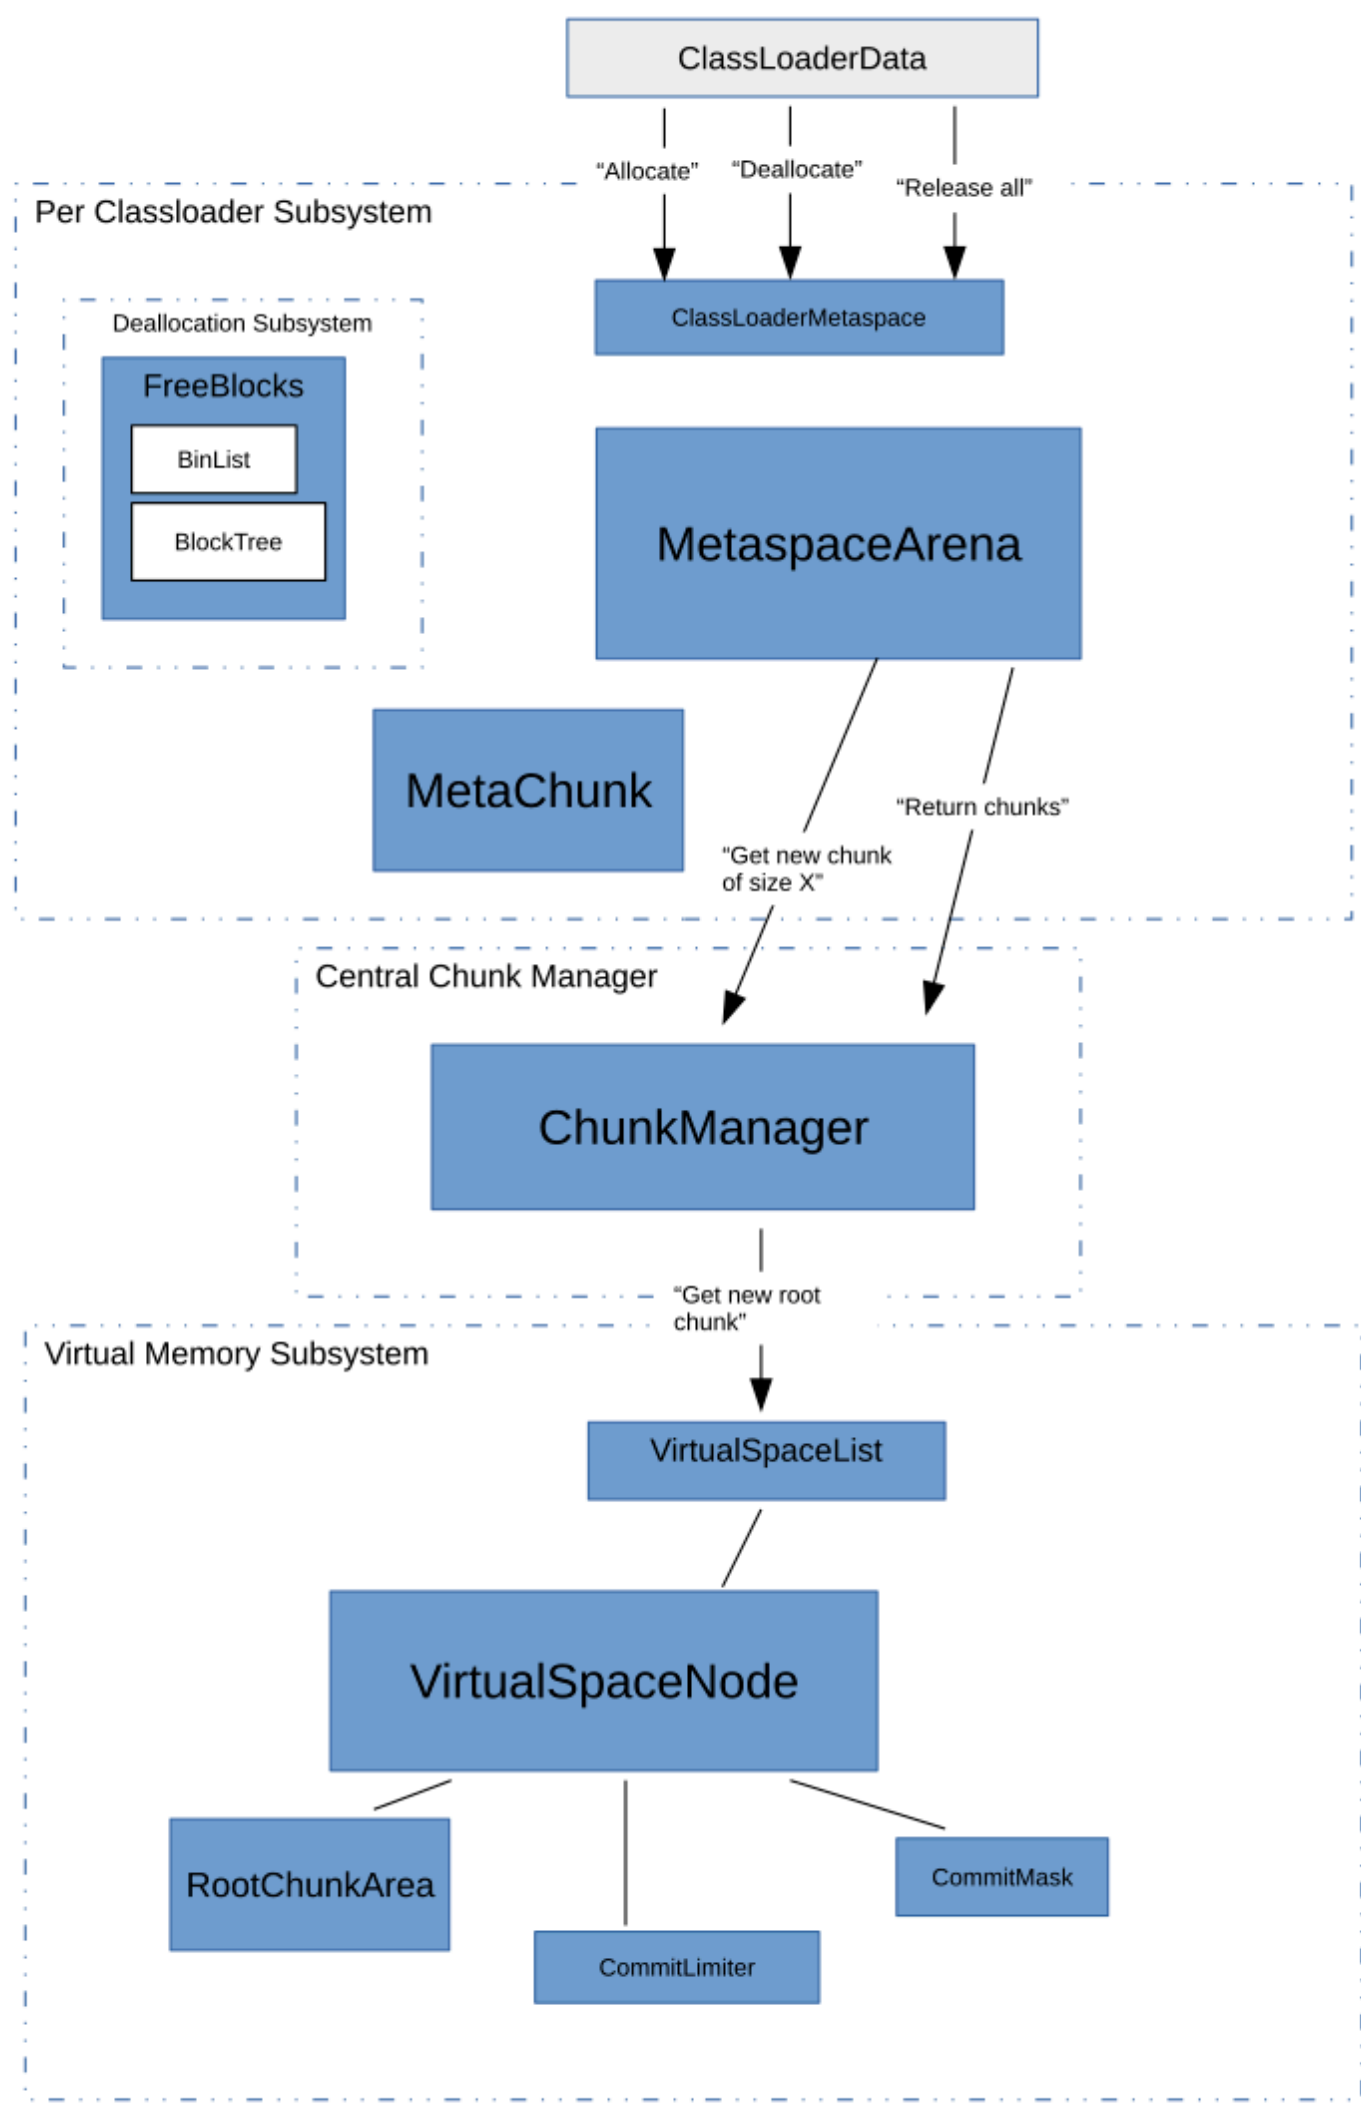 ClassLoaderData
“Allocate”
“Deallocate”
“Release all”
Per Classloader Subsystem
ClassLoaderMetaspace
Deallocation Subsystem
FreeBlocks
BinList
BlockTree
MetaspaceArena
MetaChunk
“Return chunks”
“Get new chunk
of size X”
Central Chunk Manager
ChunkManager
“Get new root
chunk”
Virtual Memory Subsystem
VirtualSpaceList
VirtualSpaceNode
RootChunkArea
CommitMask
CommitLimiter